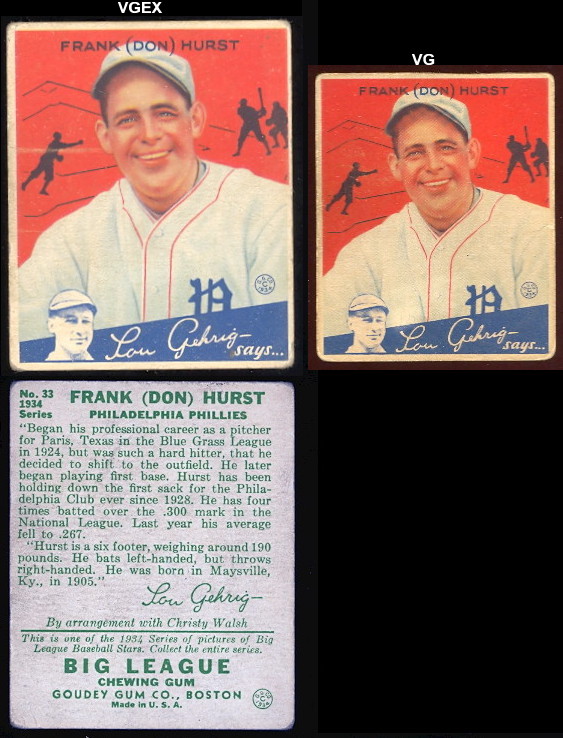 VGEX
FRANK (DON) HURST
Lou Gehrig—
says...
VG
FRANK (DON) HURST
Lou Gehrig—
says...
No. 33
1934
Series
FRANK (DON) HURST
PHILADELPHIA PHILLIES
"Began his professional career as a pitcher
for Paris, Texas in the Blue Grass League
in 1924, but was such a hard hitter, that he
decided to shift to the outfield. He later
began playing first base. Hurst has been
holding down the first sack for the Phila-
delphia Club ever since 1928. He has four
times batted over the .300 mark in the
National League. Last year his average
fell to .267.
"Hurst is a six footer, weighing around 190
pounds. He bats left-handed, but throws
right-handed. He was born in Maysville,
Ky., in 1905."
Lou Gehrig—
By arrangement with Christy Walsh
This is one of the 1934 Series of pictures of Big
League Baseball Stars. Collect the entire series.
BIG LEAGUE
CHEWING GUM
GOUDEY GUM CO., BOSTON
Made in U. S. A.